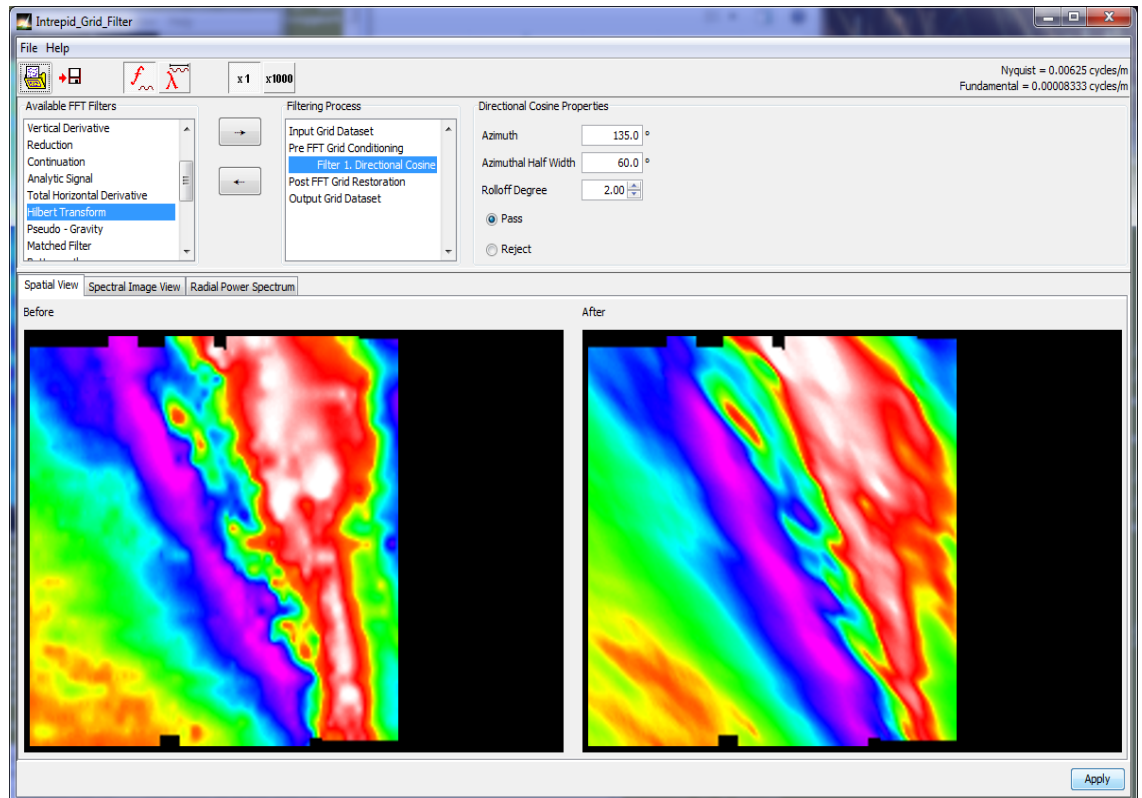 Intrepid_Grid_Filter
File Help
x1 x1000
Nyquist = 0.00625 cycles/m
Fundamental = 0.00008333 cycles/m
Available FFT Filters
Vertical Derivative
Reduction
Continuation
Analytic Signal
Total Horizontal Derivative
Hilbert Transform
Pseudo - Gravity
Matched Filter
Filtering Process
Input Grid Dataset
Pre FFT Grid Conditioning
Filter 1. Directional Cosine
Post FFT Grid Restoration
Output Grid Dataset
Directional Cosine Properties
Azimuth 135.0 °
Azimuthal Half Width 60.0 °
Rolloff Degree 2.00
Pass
Reject
Spatial View Spectral Image View Radial Power Spectrum
Before
After
Apply